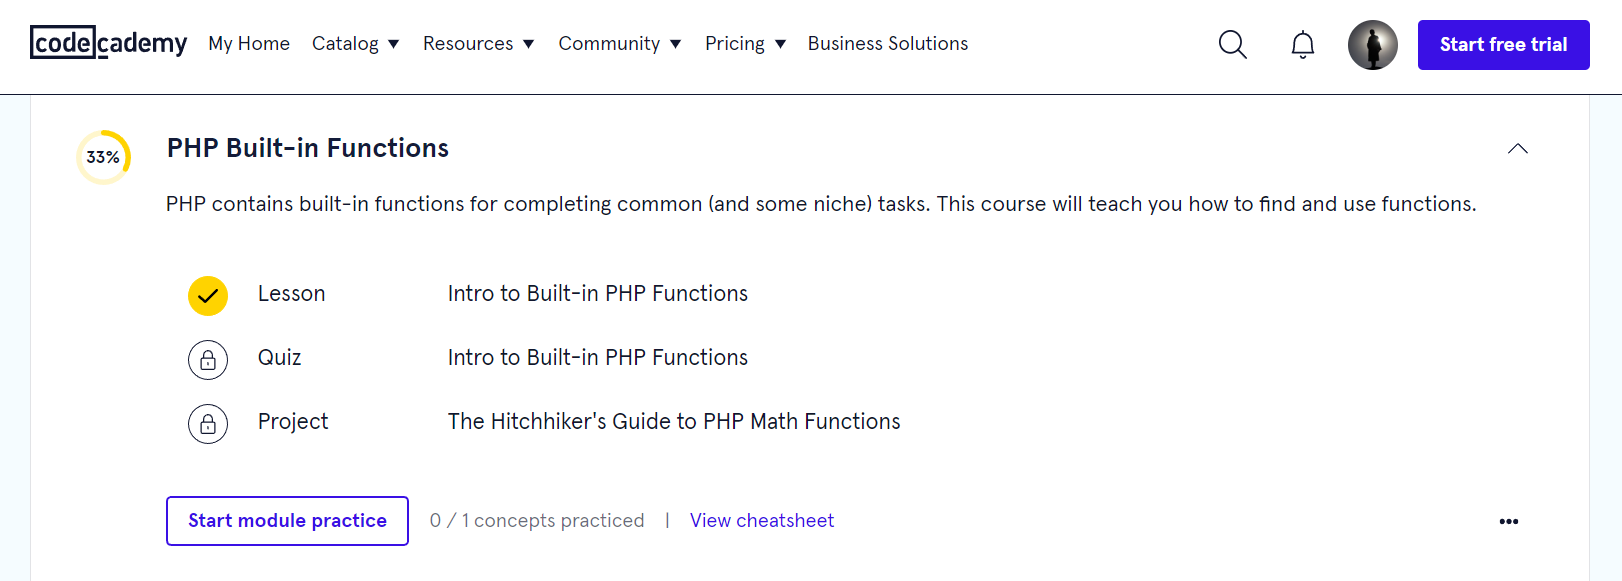 codecademy My Home Catalog Resources Community Pricing Business Solutions Start free trial
33% PHP Built-in Functions
PHP contains built-in functions for completing common (and some niche) tasks. This course will teach you how to find and use functions.
Lesson Intro to Built-in PHP Functions
Quiz Intro to Built-in PHP Functions
Project The Hitchhiker's Guide to PHP Math Functions
Start module practice 0 / 1 concepts practiced | View cheatsheet